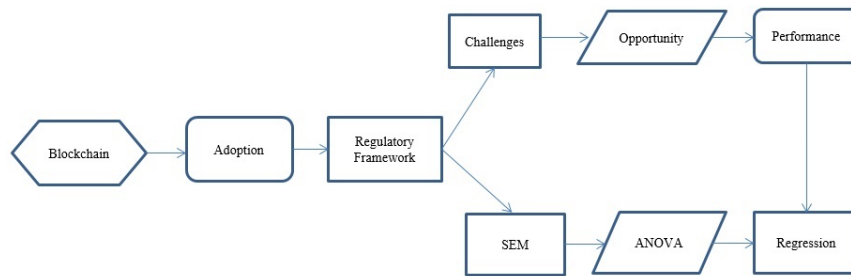 Challenges
Opportunity
Performance
Blockchain
Adoption
Regulatory
Framework
SEM
ANOVA
Regression